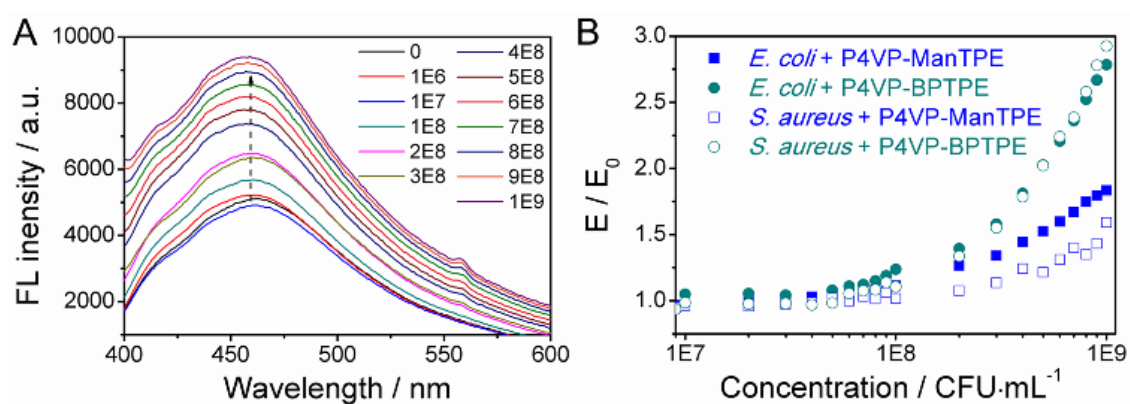 A
FL inensity / a.u.
10000
8000
6000
4000
2000
0
1E6
1E7
1E8
2E8
3E8
4E8
5E8
6E8
7E8
8E8
9E8
1E9
400 450 500 550 600
Wavelength / nm
B
E / E₀
3.0
2.5
2.0
1.5
1.0
E. coli + P4VP-ManTPE
E. coli + P4VP-BPTPE
S. aureus + P4VP-ManTPE
S. aureus + P4VP-BPTPE
1E7 1E8 1E9
Concentration / CFU·mL⁻¹